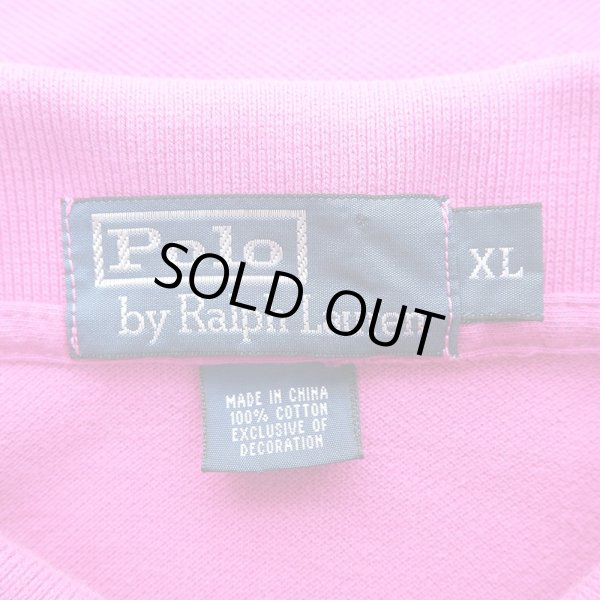 Polo
by Ralph Lauren
XL
SOLD OUT
MADE IN CHINA
100% COTTON
EXCLUSIVE OF
DECORATION